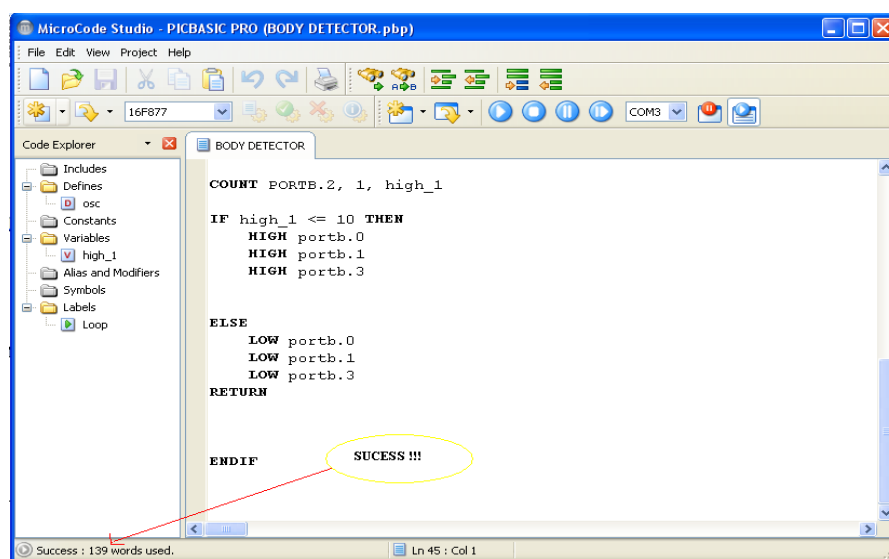 MicroCode Studio - PICBASIC PRO (BODY DETECTOR.pbp)
File Edit View Project Help
A▸B
16F877
COM3
Code Explorer
BODY DETECTOR
Includes
Defines
D osc
Constants
Variables
V high_1
Alias and Modifiers
Symbols
Labels
Loop
COUNT PORTB.2, 1, high_1
IF high_1 <= 10 THEN
HIGH portb.0
HIGH portb.1
HIGH portb.3
ELSE
LOW portb.0
LOW portb.1
LOW portb.3
RETURN
ENDIF
SUCESS !!!
Success : 139 words used.
Ln 45 : Col 1